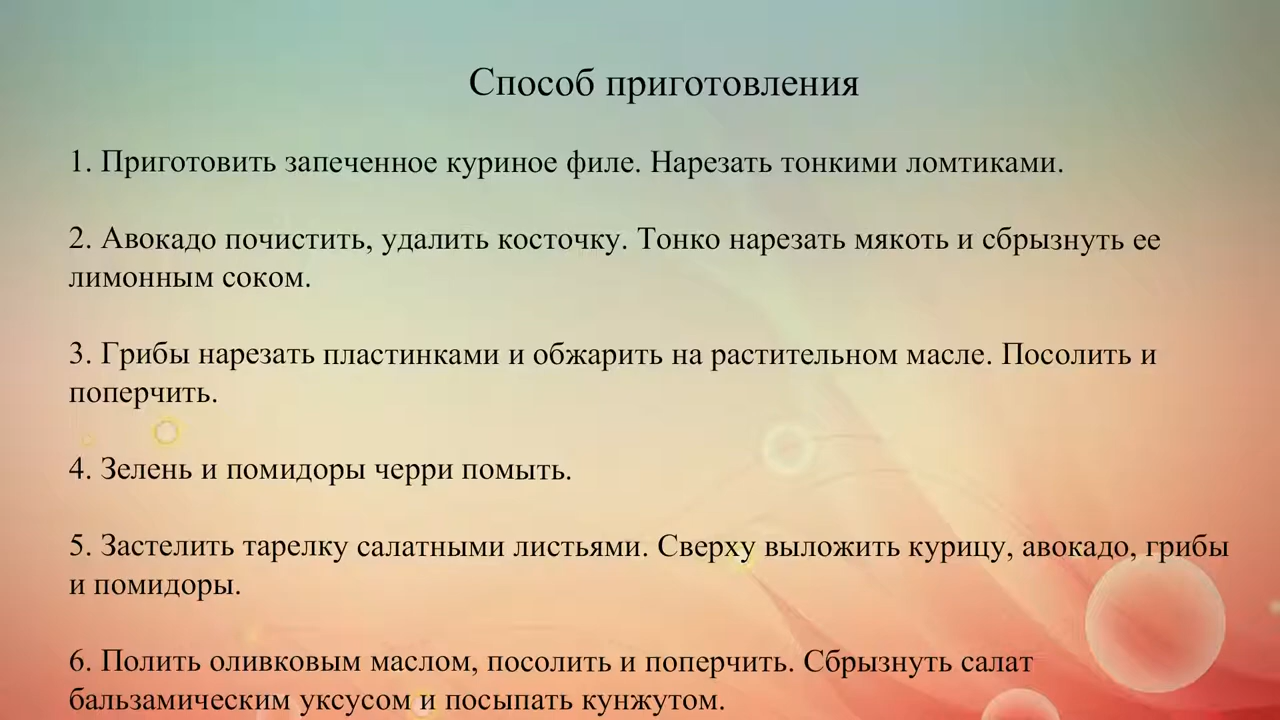 Способ приготовления
1. Приготовить запеченное куриное филе. Нарезать тонкими ломтиками.
2. Авокадо почистить, удалить косточку. Тонко нарезать мякоть и сбрызнуть ее
лимонным соком.
3. Грибы нарезать пластинками и обжарить на растительном масле. Посолить и
поперчить.
4. Зелень и помидоры черри помыть.
5. Застелить тарелку салатными листьями. Сверху выложить курицу, авокадо, грибы
и помидоры.
6. Полить оливковым маслом, посолить и поперчить. Сбрызнуть салат
бальзамическим уксусом и посыпать кунжутом.